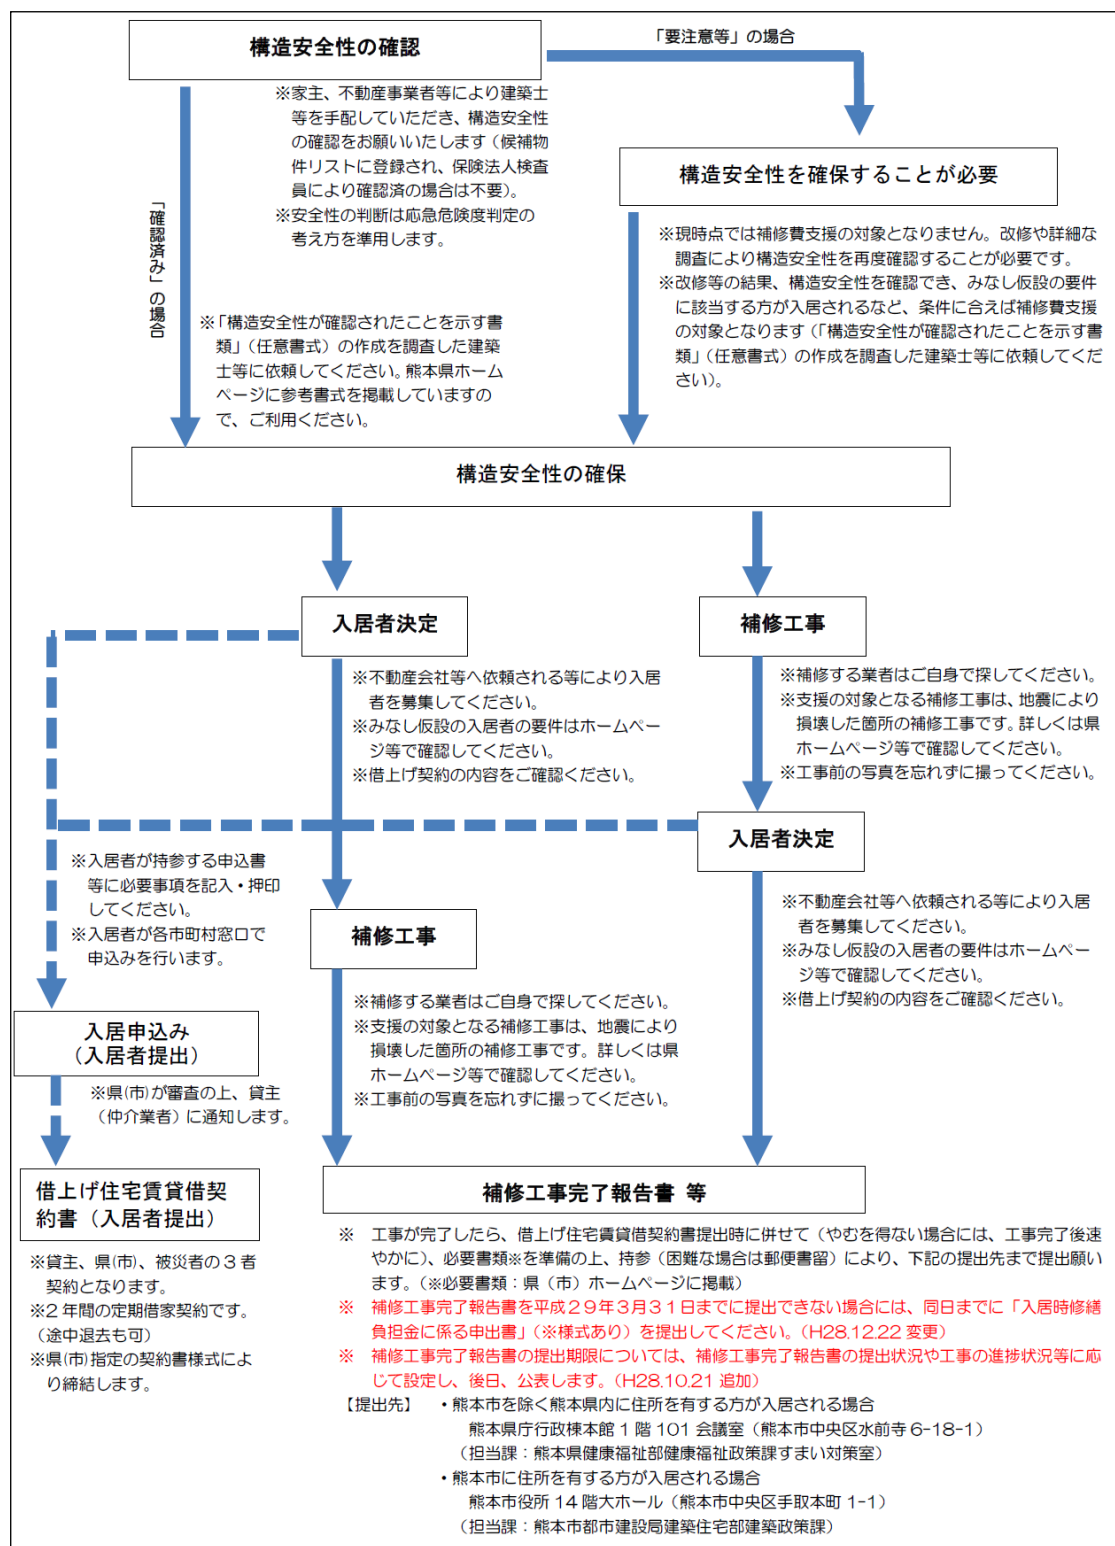 構造安全性の確認
「要注意等」の場合
※家主、不動産事業者等により建築士
等を手配していただき、構造安全性
の確認をお願いいたします（候補物
件リストに登録され、保険法人検査
員により確認済の場合は不要）。
※安全性の判断は応急危険度判定の
考え方を準用します。
「確認済み」の場合
構造安全性を確保することが必要
※現時点では補修費支援の対象となりません。改修や詳細な
調査により構造安全性を再度確認することが必要です。
※改修等の結果、構造安全性を確認でき、みなし仮設の要件
に該当する方が入居されるなど、条件に合えば補修費支援
の対象となります（「構造安全性が確認されたことを示す書
類」（任意書式）の作成を調査した建築士等に依頼してくだ
さい）。
※「構造安全性が確認されたことを示す書
類」（任意書式）の作成を調査した建築
士等に依頼してください。熊本県ホーム
ページに参考書式を掲載していますの
で、ご利用ください。
構造安全性の確保
入居者決定
※不動産会社等へ依頼される等により入居
者を募集してください。
※みなし仮設の入居者の要件はホームペー
ジ等で確認してください。
※借上げ契約の内容をご確認ください。
補修工事
※補修する業者はご自身で探してください。
※支援の対象となる補修工事は、地震により
損壊した箇所の補修工事です。詳しくは県
ホームページ等で確認してください。
※工事前の写真を忘れずに撮ってください。
入居者決定
※不動産会社等へ依頼される等により入居
者を募集してください。
※みなし仮設の入居者の要件はホームペー
ジ等で確認してください。
※借上げ契約の内容をご確認ください。
※入居者が持参する申込書
等に必要事項を記入・押印
してください。
※入居者が各市町村窓口で
申込みを行います。
補修工事
※補修する業者はご自身で探してください。
※支援の対象となる補修工事は、地震により
損壊した箇所の補修工事です。詳しくは県
ホームページ等で確認してください。
※工事前の写真を忘れずに撮ってください。
入居申込み
（入居者提出）
※県(市)が審査の上、貸主
（仲介業者）に通知します。
借上げ住宅賃貸借契
約書（入居者提出）
※貸主、県(市)、被災者の3者
契約となります。
※2年間の定期借家契約です。
（途中退去も可）
※県(市)指定の契約書様式によ
り締結します。
補修工事完了報告書 等
※　工事が完了したら、借上げ住宅賃貸借契約書提出時に併せて（やむを得ない場合には、工事完了後速
やかに）、必要書類※を準備の上、持参（困難な場合は郵便書留）により、下記の提出先まで提出願い
ます。（※必要書類：県（市）ホームページに掲載）
※　補修工事完了報告書を平成２９年３月３１日までに提出できない場合には、同日までに「入居時修繕
負担金に係る申出書」（※様式あり）を提出してください。（H28.12.22 変更）
※　補修工事完了報告書の提出期限については、補修工事完了報告書の提出状況や工事の進捗状況等に応
じて設定し、後日、公表します。（H28.10.21 追加）
【提出先】　・熊本市を除く熊本県内に住所を有する方が入居される場合
熊本県庁行政棟本館 1 階 101 会議室（熊本市中央区水前寺 6-18-1）
（担当課：熊本県健康福祉部健康福祉政策課すまい対策室）
・熊本市に住所を有する方が入居される場合
熊本市役所 14 階大ホール（熊本市中央区手取本町 1-1）
（担当課：熊本市都市建設局建築住宅部建築政策課）